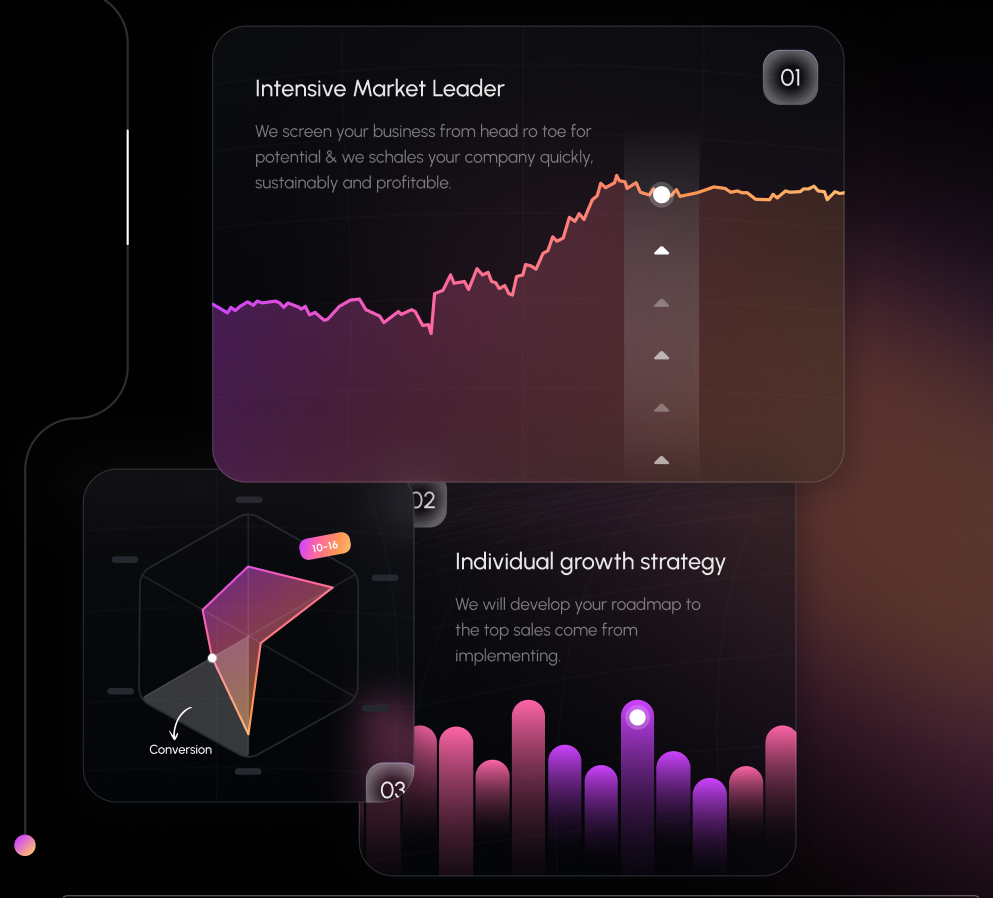 01
Intensive Market Leader
We screen your business from head ro toe for
potential & we schales your company quickly,
sustainably and profitable.
02
10-16
Individual growth strategy
We will develop your roadmap to
the top sales come from
implementing.
Conversion
03